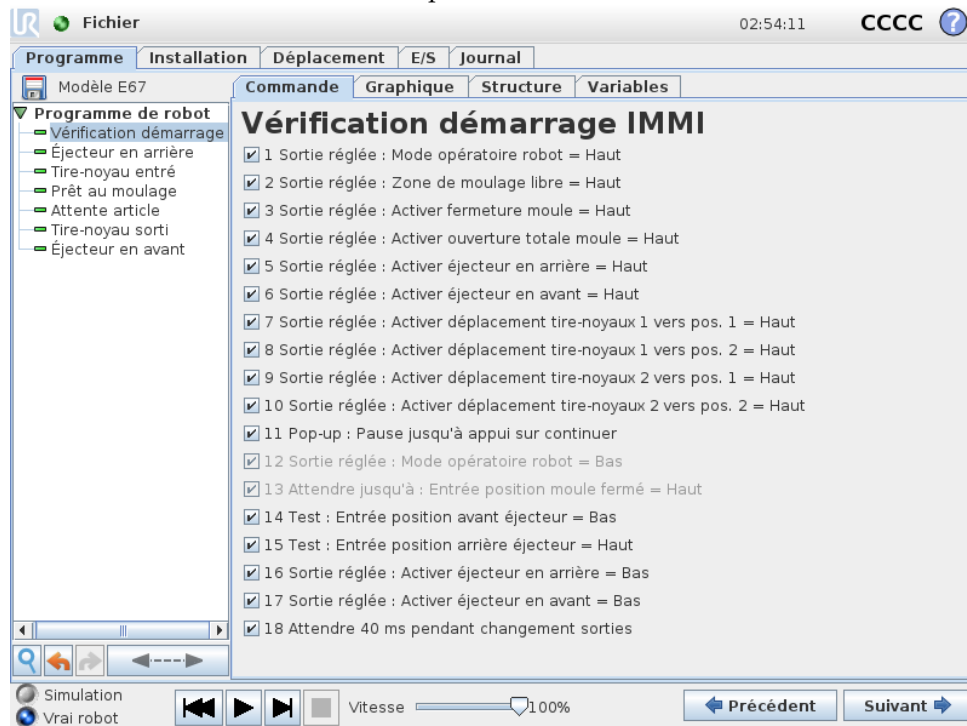 Fichier
02:54:11
CCCC
?
Programme
Installation
Déplacement
E/S
Journal
Modèle E67
Commande
Graphique
Structure
Variables
Programme de robot
Vérification démarrage
Éjecteur en arrière
Tire-noyau entré
Prêt au moulage
Attente article
Tire-noyau sorti
Éjecteur en avant
Vérification démarrage IMMI
1 Sortie réglée : Mode opératoire robot = Haut
2 Sortie réglée : Zone de moulage libre = Haut
3 Sortie réglée : Activer fermeture moule = Haut
4 Sortie réglée : Activer ouverture totale moule = Haut
5 Sortie réglée : Activer éjecteur en arrière = Haut
6 Sortie réglée : Activer éjecteur en avant = Haut
7 Sortie réglée : Activer déplacement tire-noyaux 1 vers pos. 1 = Haut
8 Sortie réglée : Activer déplacement tire-noyaux 1 vers pos. 2 = Haut
9 Sortie réglée : Activer déplacement tire-noyaux 2 vers pos. 1 = Haut
10 Sortie réglée : Activer déplacement tire-noyaux 2 vers pos. 2 = Haut
11 Pop-up : Pause jusqu'à appui sur continuer
12 Sortie réglée : Mode opératoire robot = Bas
13 Attendre jusqu'à : Entrée position moule fermé = Haut
14 Test : Entrée position avant éjecteur = Bas
15 Test : Entrée position arrière éjecteur = Haut
16 Sortie réglée : Activer éjecteur en arrière = Bas
17 Sortie réglée : Activer éjecteur en avant = Bas
18 Attendre 40 ms pendant changement sorties
Simulation
Vrai robot
Vitesse
100%
Précédent
Suivant